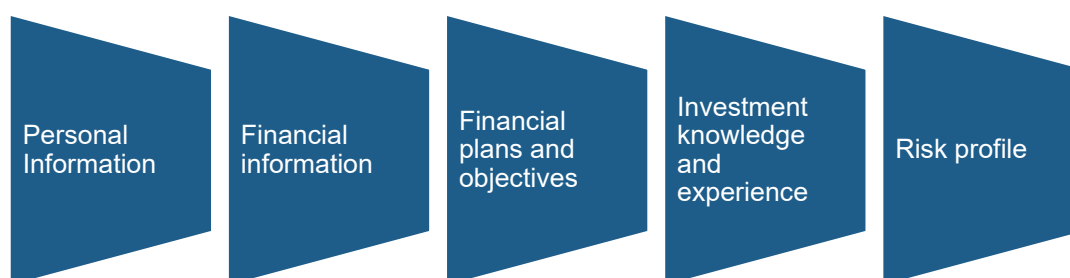 Personal
Information
Financial
information
Financial
plans and
objectives
Investment
knowledge
and
experience
Risk profile